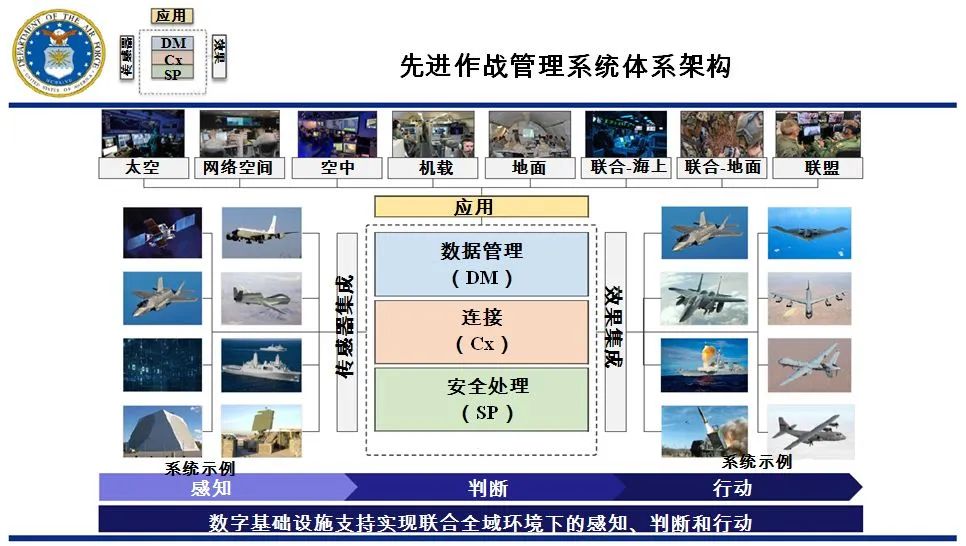 DEPARTMENT OF THE AIR FORCE
UNITED STATES OF AMERICA
应用
传感器
DM
Cx
SP
效果
先进作战管理系统体系架构
太空
网络空间
空中
机载
地面
联合-海上
联合-地面
联盟
应用
传感器集成
数据管理
（DM）
连接
（Cx）
安全处理
（SP）
效果集成
系统示例
系统示例
感知
判断
行动
数字基础设施支持实现联合全域环境下的感知、判断和行动